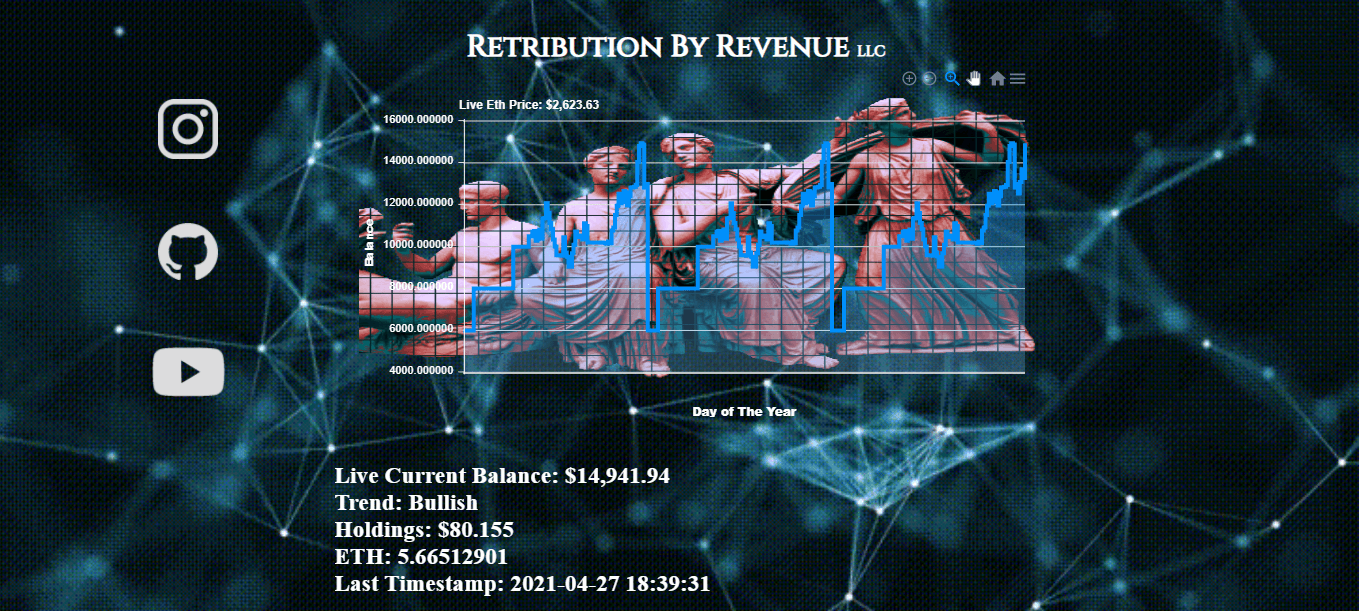 Retribution By Revenue LLC
Live Eth Price: $2,623.63
16000.000000
14000.000000
12000.000000
10000.000000
8000.000000
6000.000000
4000.000000
Balance
Day of The Year
Live Current Balance: $14,941.94
Trend: Bullish
Holdings: $80.155
ETH: 5.66512901
Last Timestamp: 2021-04-27 18:39:31